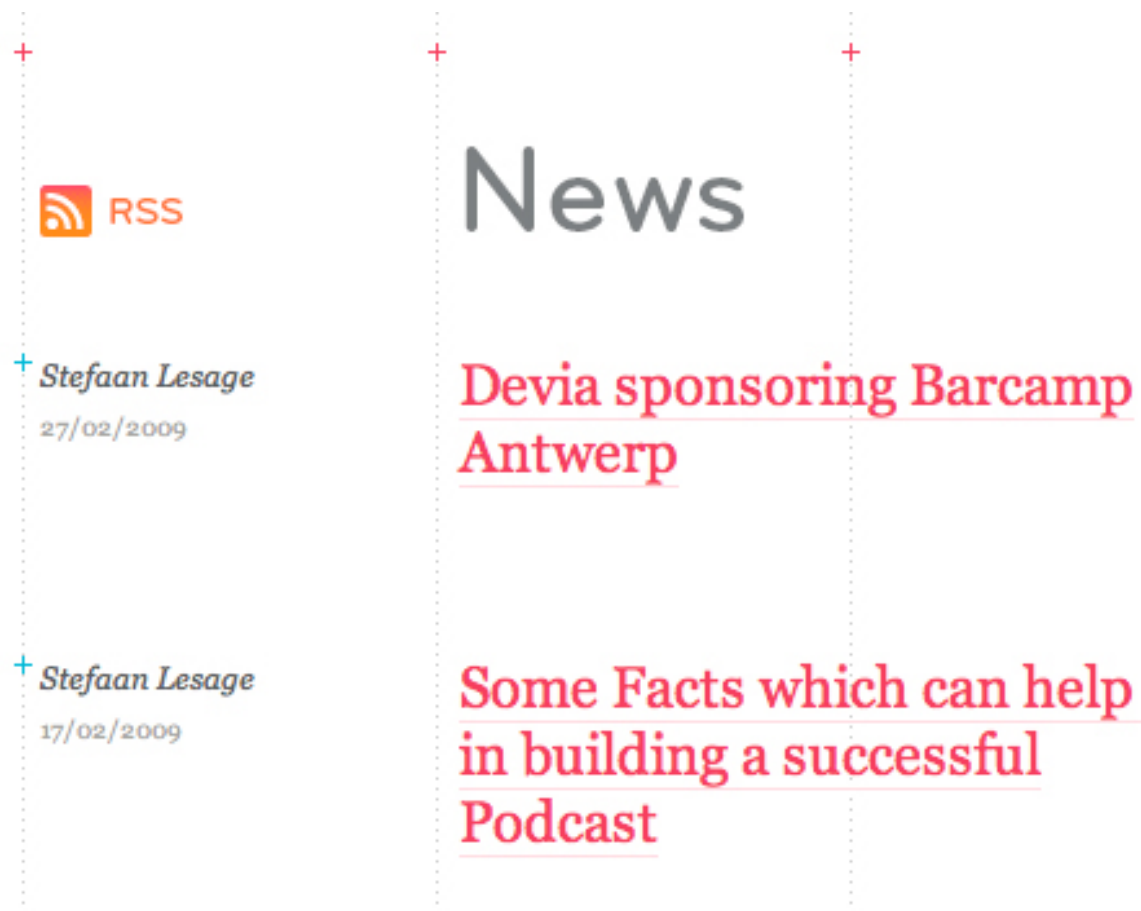 RSS
News
Stefaan Lesage
27/02/2009
Devia sponsoring Barcamp
Antwerp
Stefaan Lesage
17/02/2009
Some Facts which can help
in building a successful
Podcast